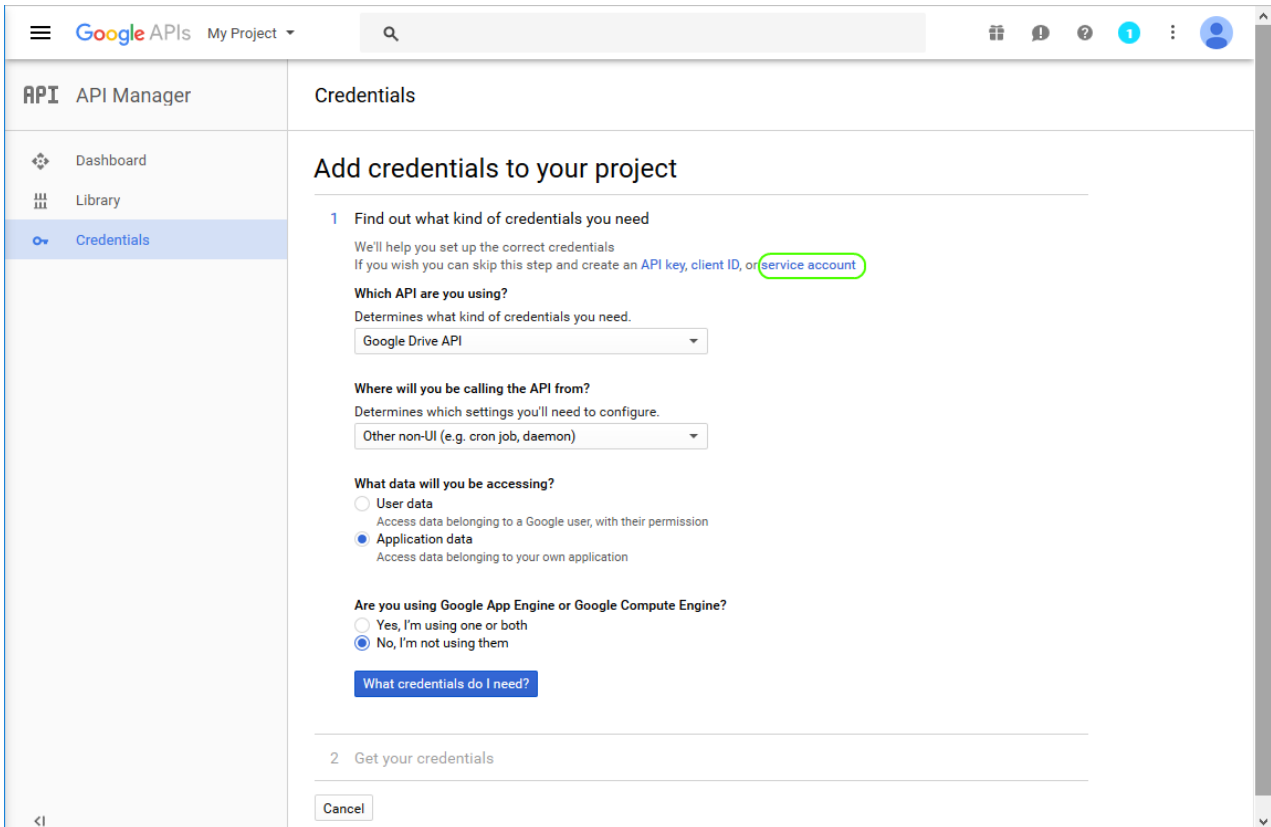 Google APIs My Project
1
API API Manager
Credentials
Dashboard
Library
Credentials
Add credentials to your project
1 Find out what kind of credentials you need
We'll help you set up the correct credentials
If you wish you can skip this step and create an API key, client ID, or service account
Which API are you using?
Determines what kind of credentials you need.
Google Drive API
Where will you be calling the API from?
Determines which settings you'll need to configure.
Other non-UI (e.g. cron job, daemon)
What data will you be accessing?
User data
Access data belonging to a Google user, with their permission
Application data
Access data belonging to your own application
Are you using Google App Engine or Google Compute Engine?
Yes, I'm using one or both
No, I'm not using them
What credentials do I need?
2 Get your credentials
Cancel